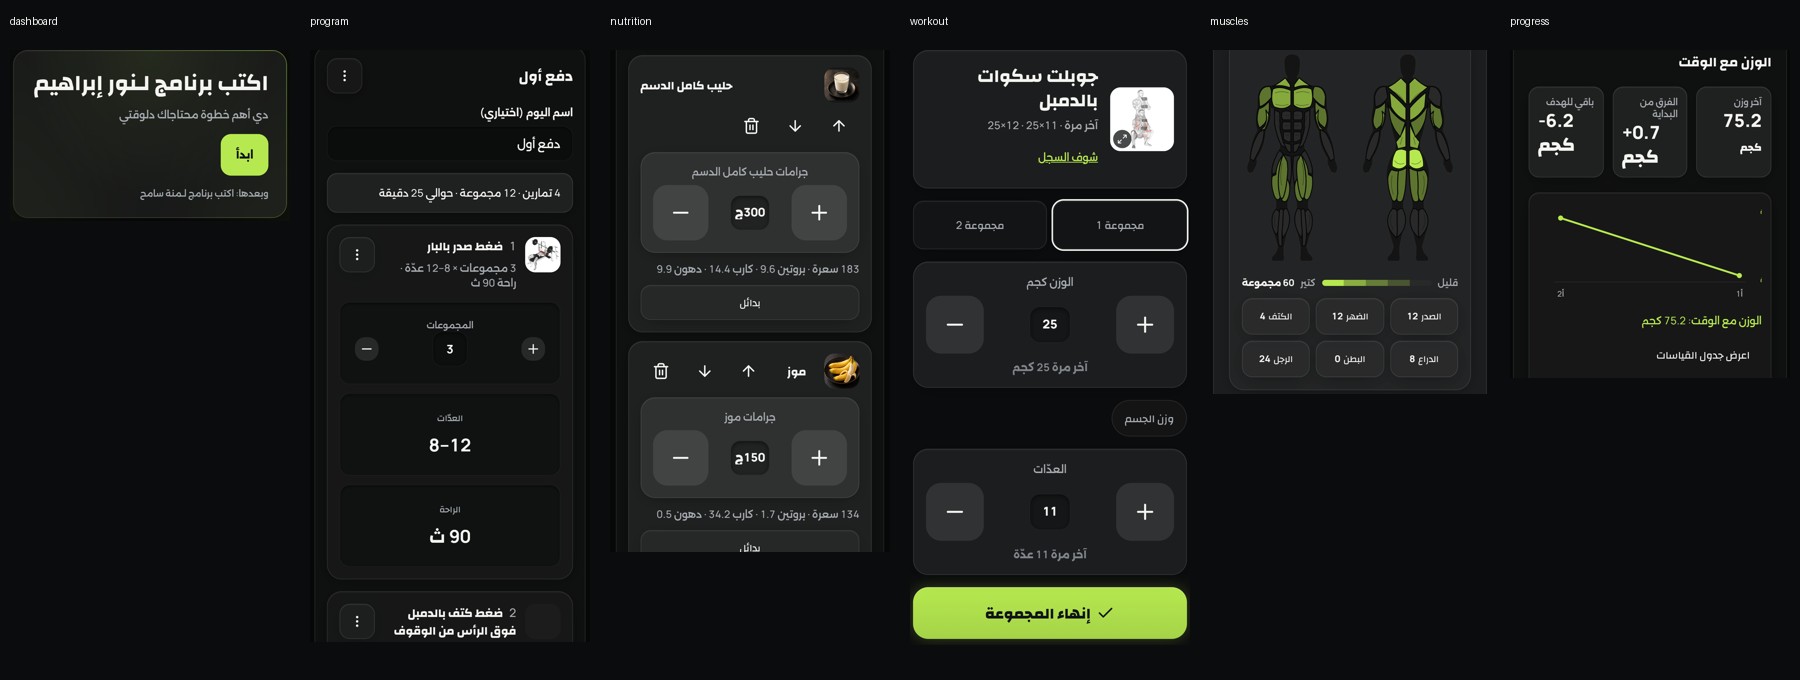 dashboard
اكتب برنامج لـنور إبراهيم
دي أهم خطوة محتاجاك دلوقتي
ابدأ
وبعدها: اكتب برنامج لـمنة سامح
program
دفع أول
اسم اليوم (اختياري)
دفع أول
4 تمارين · 12 مجموعة · حوالي 25 دقيقة
1 ضغط صدر بالبار
3 مجموعات × 8–12 عدّة ·
راحة 90 ث
المجموعات
3
العدّات
8–12
الراحة
90 ث
2 ضغط كتف بالدمبل
فوق الرأس من الوقوف
nutrition
حليب كامل الدسم
جرامات حليب كامل الدسم
300ج
183 سعرة · بروتين 9.6 · كارب 14.4 · دهون 9.9
بدائل
موز
جرامات موز
150ج
134 سعرة · بروتين 1.7 · كارب 34.2 · دهون 0.5
بدائل
workout
جوبلت سكوات
بالدمبل
آخر مرة · 11×25 · 12×25
شوف السجل
مجموعة 1
مجموعة 2
الوزن كجم
25
آخر مرة 25 كجم
وزن الجسم
العدّات
11
آخر مرة 11 عدّة
إنهاء المجموعة
muscles
قليل
كتير
60 مجموعة
الصدر 12
الضهر 12
الكتف 4
الدراع 8
البطن 0
الرجل 24
progress
الوزن مع الوقت
آخر وزن
75.2
كجم
الفرق من
البداية
+0.7
كجم
باقي للهدف
-6.2
كجم
أ1
أ2
الوزن مع الوقت: 75.2 كجم
اعرض جدول القياسات